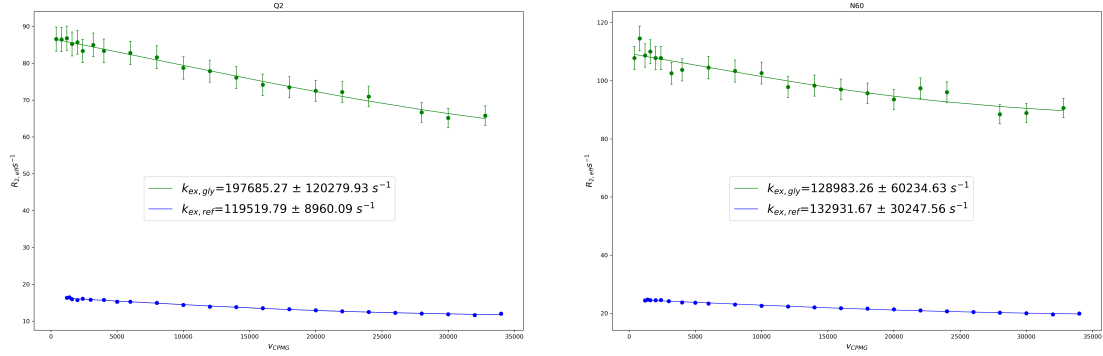 Q2
90
80
70
60
50
40
30
20
10
R2,eff s−1
kex,gly=197685.27 ± 120279.93 s−1
kex,ref=119519.79 ± 8960.09 s−1
0 5000 10000 15000 20000 25000 30000 35000
νCPMG
N60
120
100
80
60
40
20
R2,eff s−1
kex,gly=128983.26 ± 60234.63 s−1
kex,ref=132931.67 ± 30247.56 s−1
0 5000 10000 15000 20000 25000 30000 35000
νCPMG